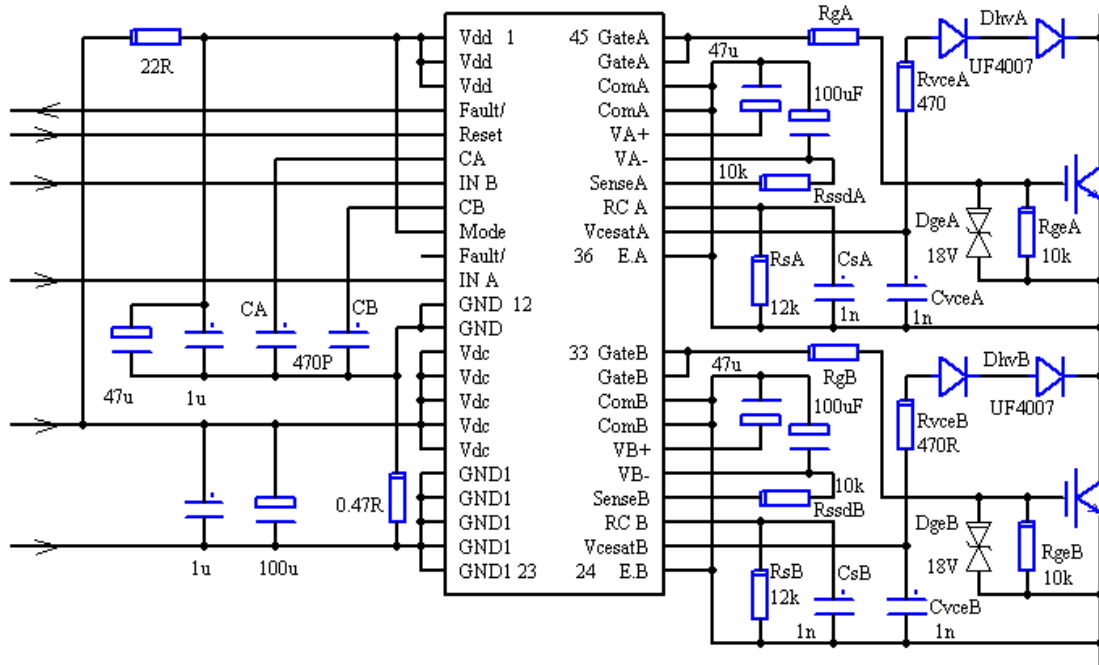 RgA
DhvA
Vdd 1
45 GateA
47u
22R
Vdd
GateA
UF4007
Vdd
ComA
100uF
RvceA
470
Fault/
ComA
Reset
VA+
CA
VA-
10k
IN B
SenseA
RssdA
CB
RC A
DgeA
RgeA
Mode
VcesatA
18V
10k
Fault/
36 E.A
RsA
CsA
IN A
12k
CvceA
CA
CB
GND 12
1n
1n
GND
470P
Vdc
33 GateB
47u
RgB
DhvB
47u
1u
Vdc
GateB
100uF
UF4007
Vdc
ComB
RvceB
470R
Vdc
ComB
Vdc
VB+
GND1
VB-
10k
0.47R
GND1
SenseB
RssdB
GND1
RC B
DgeB
RgeB
GND1
VcesatB
18V
10k
1u
100u
GND1 23
24 E.B
RsB
CsB
12k
CvceB
1n
1n